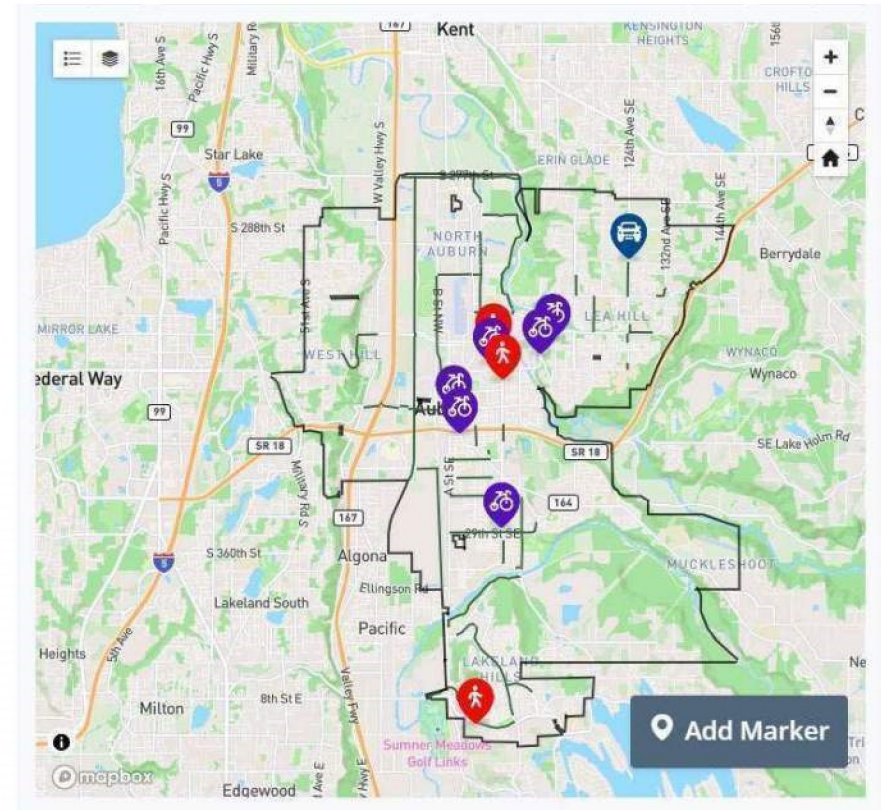 167
Kent
KENSINGTON
HEIGHTS
16th Ave S
Pacific Hwy S
CROFTO
HILLS
99
124th Ave SE
Star Lake
W Valley Hwy S
ERIN GLADE
5
S 277th St
Pacific Hwy S
S 288th St
132nd Ave SE
144th Ave SE
NORTH
AUBURN
Berrydale
51st Ave S
B St NW
LEA HILL
MIRROR LAKE
WEST HILL
WYNACO
Wynaco
ederal Way
99
Aub
SR 18
SR 18
SE Lake Holm Rd
Military Rd S
A St SE
167
164
29th St SE
S 360th St
Algona
5
MUCKLESHOOT
Ellingson Rd
Lakeland South
Pacific
5th Ave
Heights
LAKELAND
HILLS
Ne
Valley Fwy
8th St E
Milton
Add Marker
Sumner Meadows
Golf Links
mapbox
Edgewood